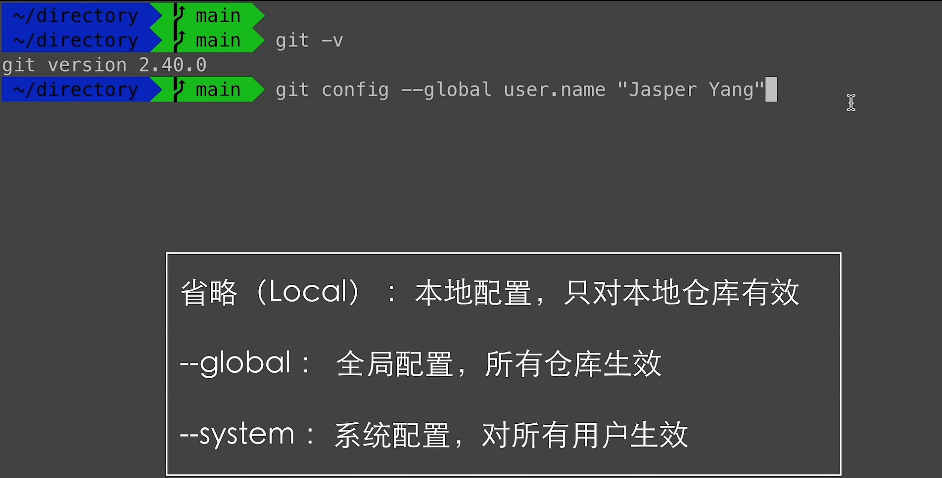 ~/directory main
~/directory main git -v
git version 2.40.0
~/directory main git config --global user.name "Jasper Yang"
省略（Local）：本地配置，只对本地仓库有效
--global： 全局配置，所有仓库生效
--system：系统配置，对所有用户生效